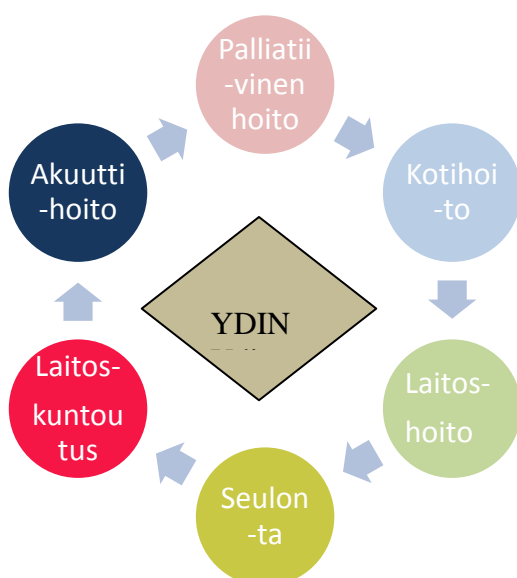 Palliatii
-vinen
hoito
Akuutti
-hoito
Kotihoi
-to
YDIN
Laitos-
kuntou
tus
Laitos-
hoito
Seulon
-ta